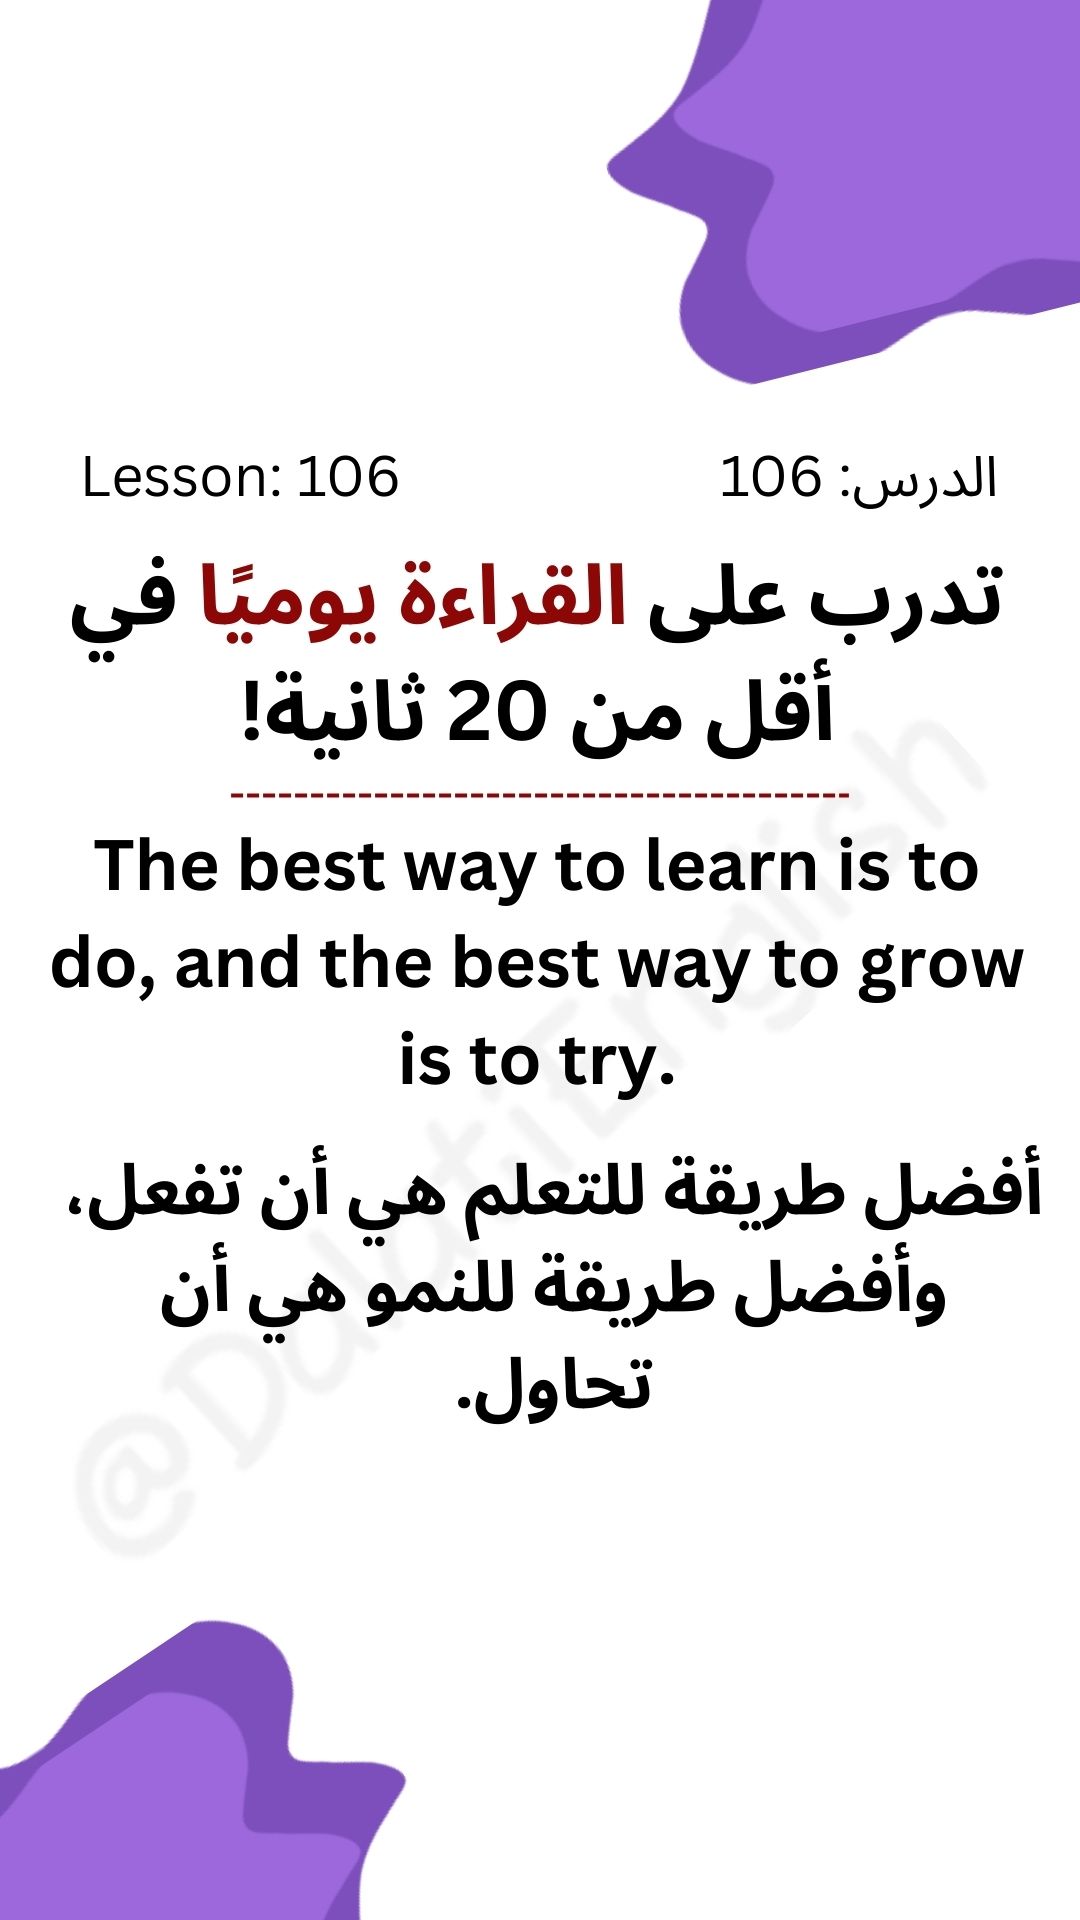 Lesson: 106
الدرس: 106
تدرب على القراءة يوميًا في
أقل من 20 ثانية!
The best way to learn is to
do, and the best way to grow
is to try.
أفضل طريقة للتعلم هي أن تفعل،
وأفضل طريقة للنمو هي أن
تحاول.
@DdatiEnglish